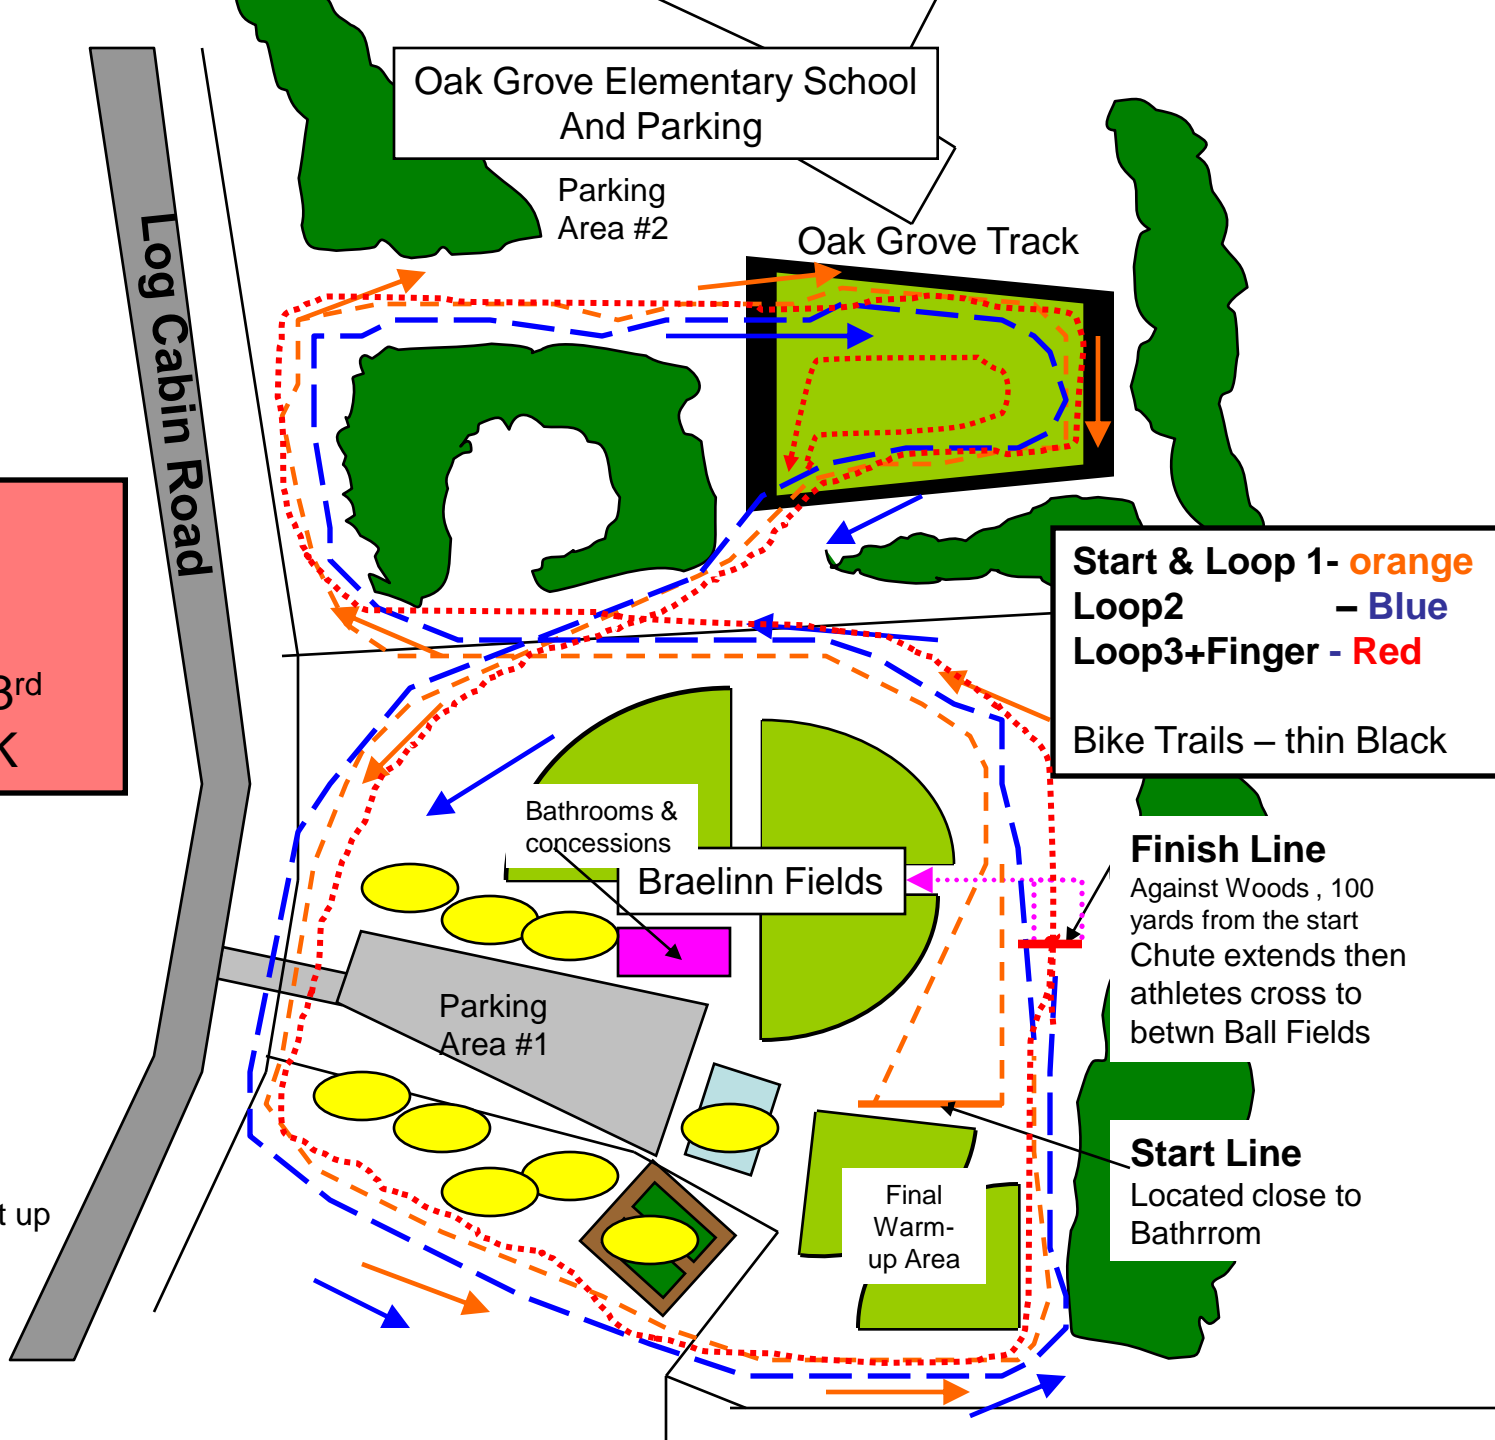 Oak Grove Elementary School
And Parking
Parking
Area #2
Oak Grove Track
Log Cabin Road
Start & Loop 1- orange
Loop2 – Blue
Loop3+Finger - Red
Bike Trails – thin Black
3rd
K
Bathrooms &
concessions
Braelinn Fields
Finish Line
Against Woods , 100
yards from the start
Chute extends then
athletes cross to
betwn Ball Fields
Parking
Area #1
Start Line
Located close to
Bathrrom
Final
Warm-
up Area
t up